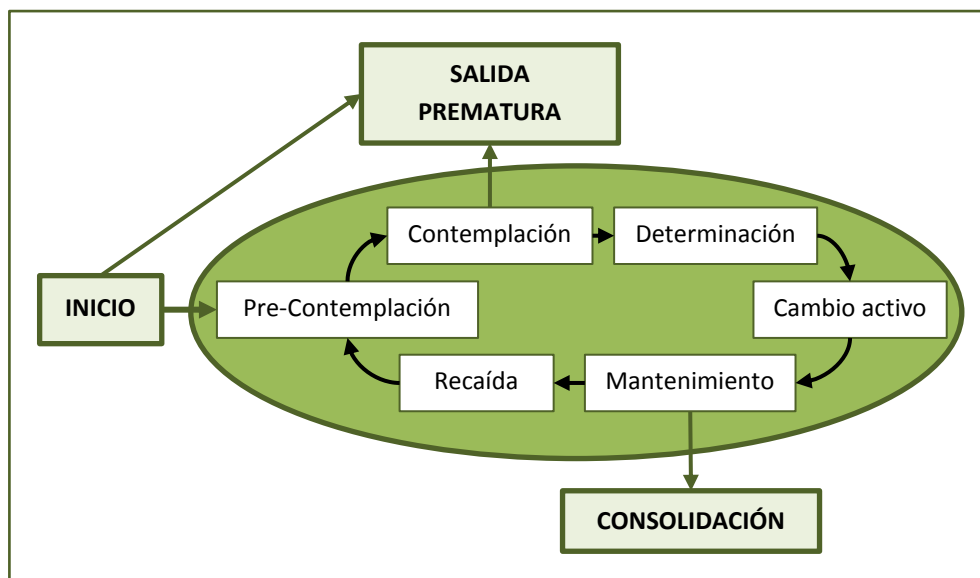 SALIDA
PREMATURA
Contemplación
Determinación
INICIO
Pre-Contemplación
Cambio activo
Recaída
Mantenimiento
CONSOLIDACIÓN